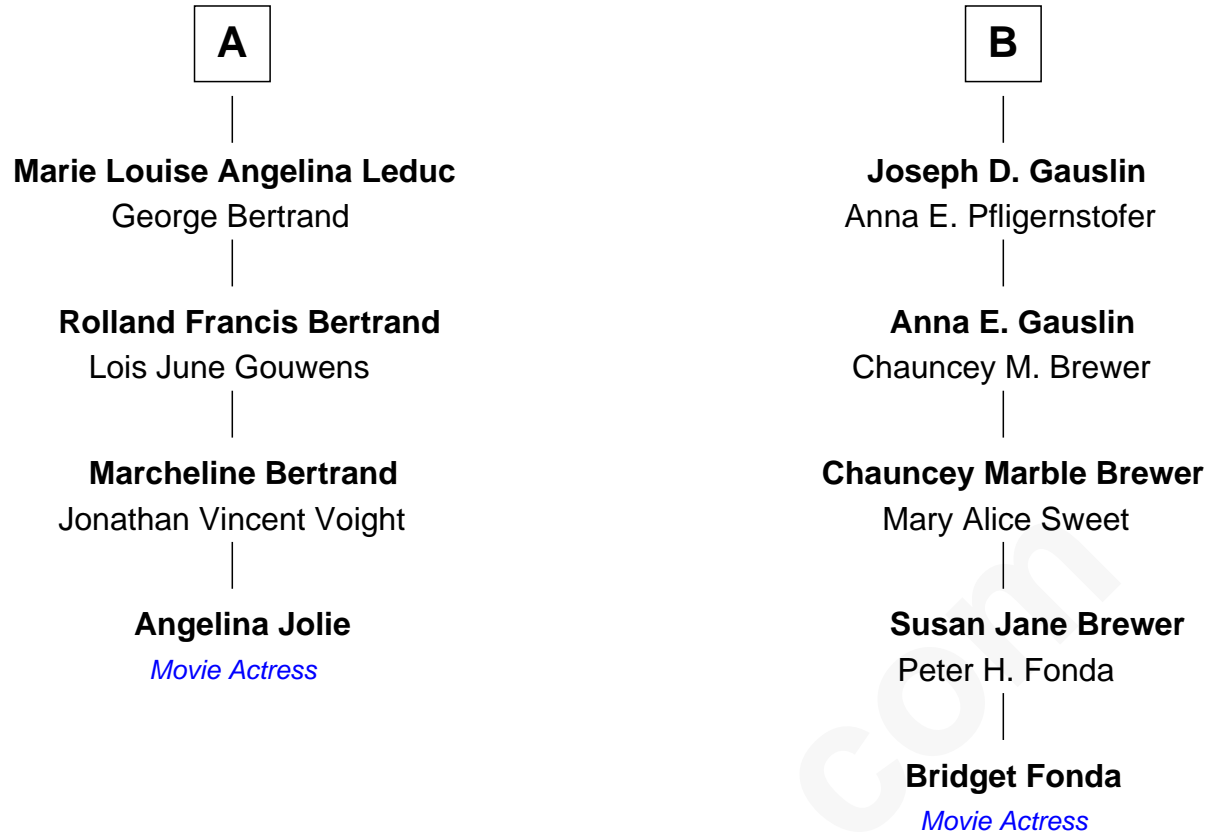 A
Marie Louise Angelina Leduc
George Bertrand
Rolland Francis Bertrand
Lois June Gouwens
Marcheline Bertrand
Jonathan Vincent Voight
Angelina Jolie
Movie Actress
B
Joseph D. Gauslin
Anna E. Pfligernstofer
Anna E. Gauslin
Chauncey M. Brewer
Chauncey Marble Brewer
Mary Alice Sweet
Susan Jane Brewer
Peter H. Fonda
Bridget Fonda
Movie Actress
com